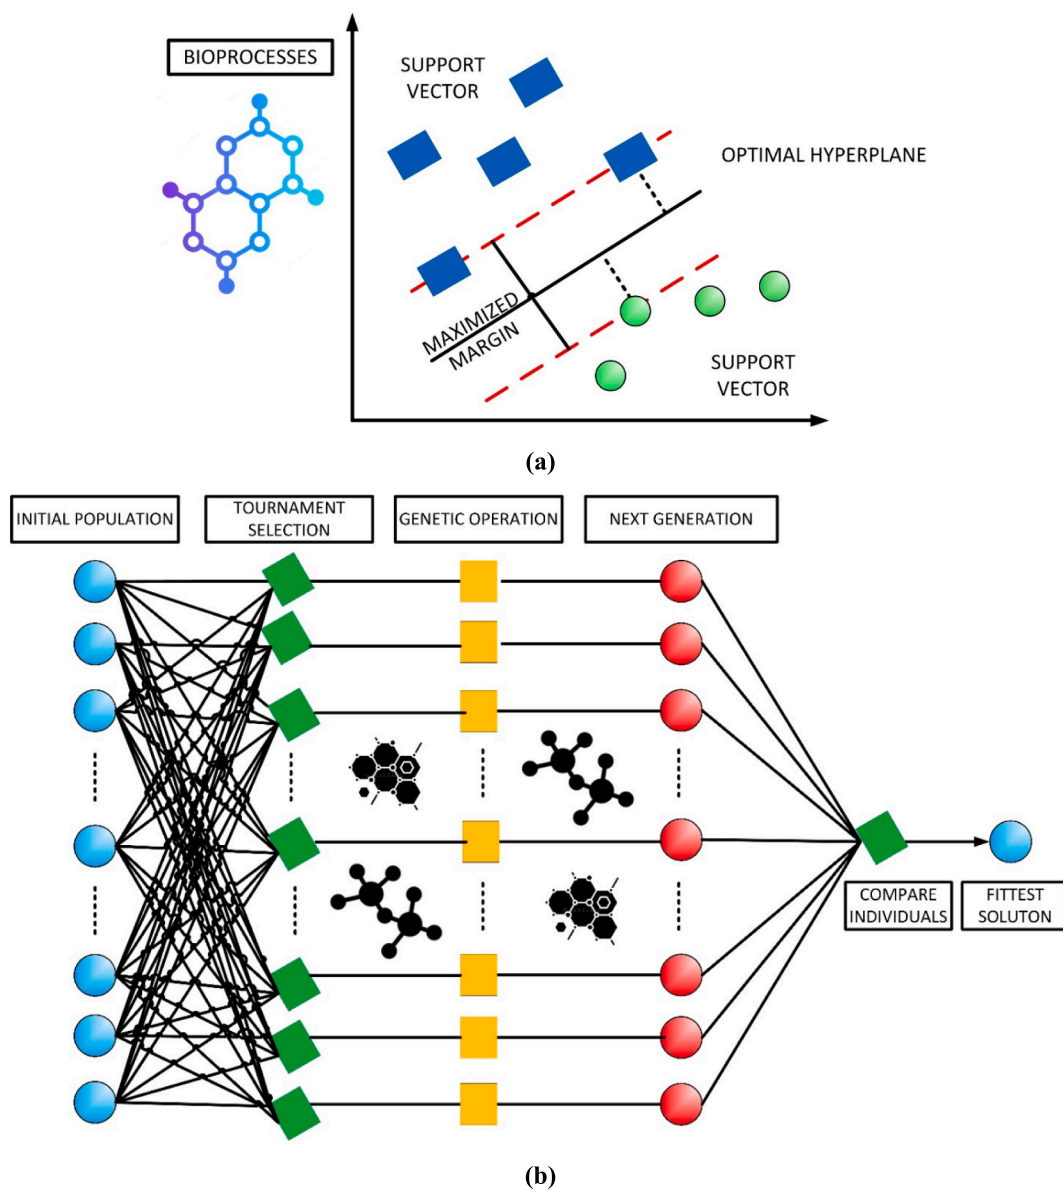 BIOPROCESSES
SUPPORT
VECTOR
OPTIMAL HYPERPLANE
MAXIMIZED
MARGIN
SUPPORT
VECTOR
(a)
INITIAL POPULATION
TOURNAMENT
SELECTION
GENETIC OPERATION
NEXT GENERATION
COMPARE
INDIVIDUALS
FITTEST
SOLUTON
(b)